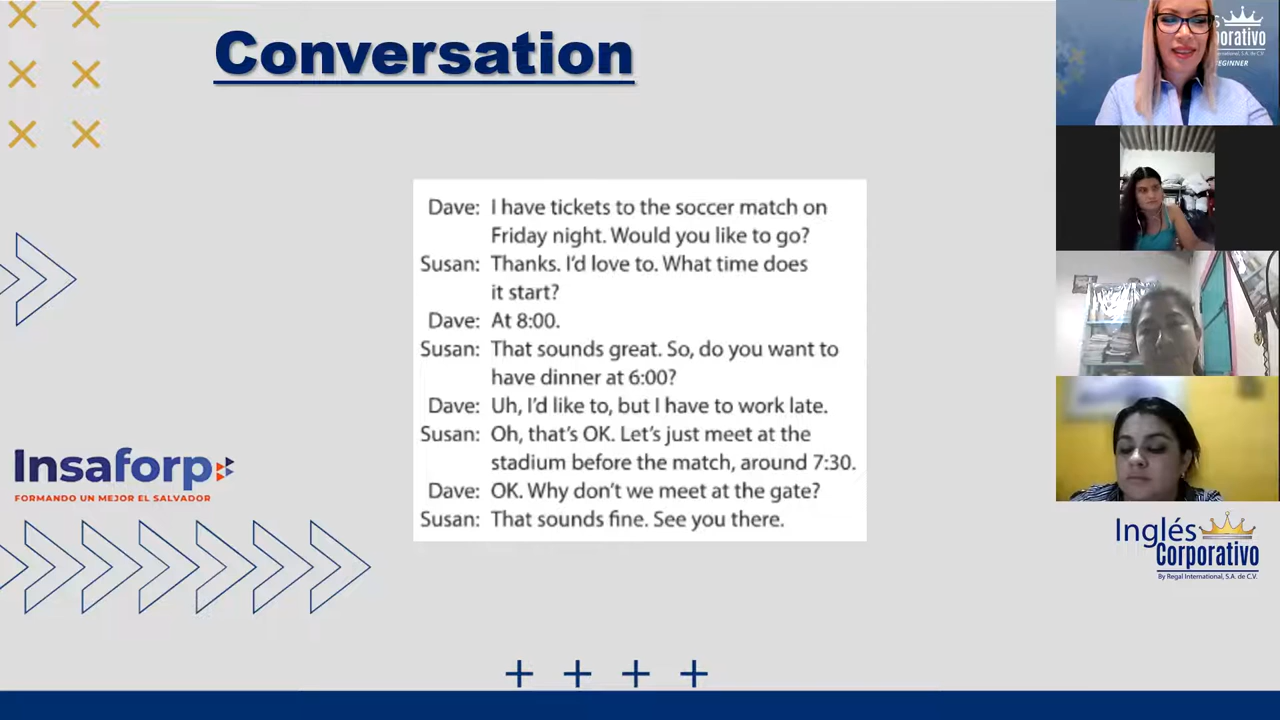 Conversation
Dave: I have tickets to the soccer match on
Friday night. Would you like to go?
Susan: Thanks. I'd love to. What time does
it start?
Dave: At 8:00.
Susan: That sounds great. So, do you want to
have dinner at 6:00?
Dave: Uh, I'd like to, but I have to work late.
Susan: Oh, that's OK. Let's just meet at the
stadium before the match, around 7:30.
Dave: OK. Why don't we meet at the gate?
Susan: That sounds fine. See you there.
Insaforp
FORMANDO UN MEJOR EL SALVADOR
Inglés
Corporativo
By Regal International, S.A. de C.V.